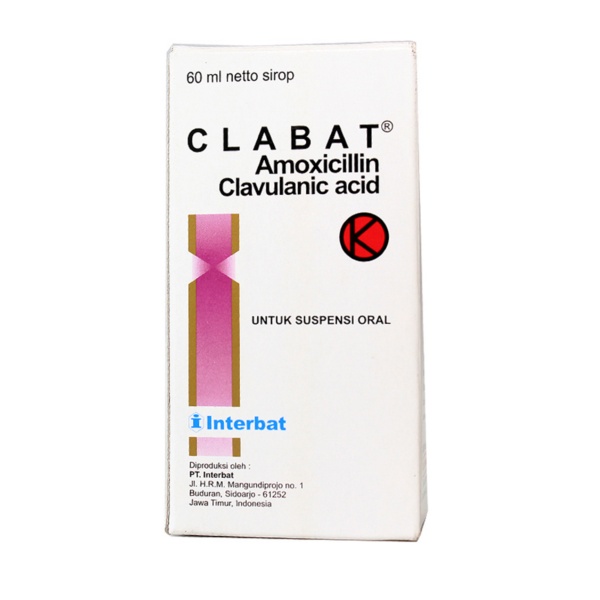 60 ml netto sirop
CLABAT®
Amoxicillin
Clavulanic acid
K
UNTUK SUSPENSI ORAL
i Interbat
Diproduksi oleh :
PT. Interbat
Jl. H.R.M. Mangundiprojo no. 1
Buduran, Sidoarjo - 61252
Jawa Timur, Indonesia